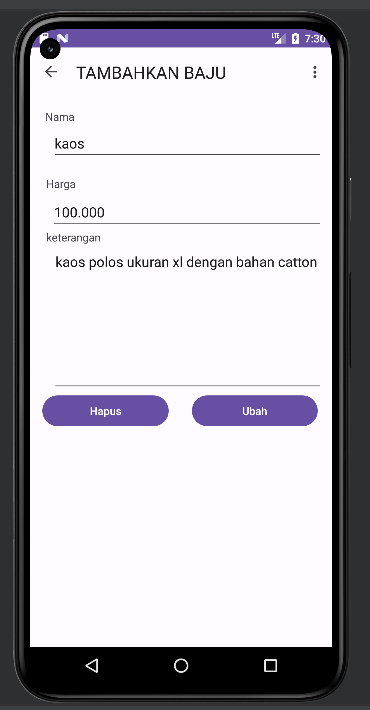 LTE 7:30
TAMBAHKAN BAJU
Nama
kaos
Harga
100.000
keterangan
kaos polos ukuran xl dengan bahan catton
Hapus
Ubah